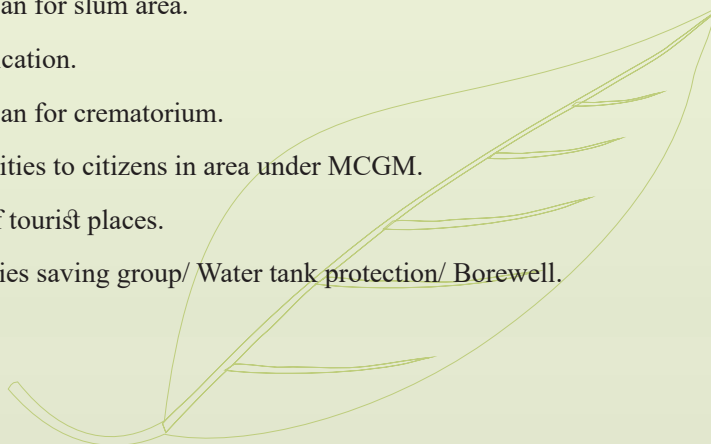 an for slum area.
cation.
an for crematorium.
ities to citizens in area under MCGM.
f tourist places.
ies saving group/ Water tank protection/ Borewell.